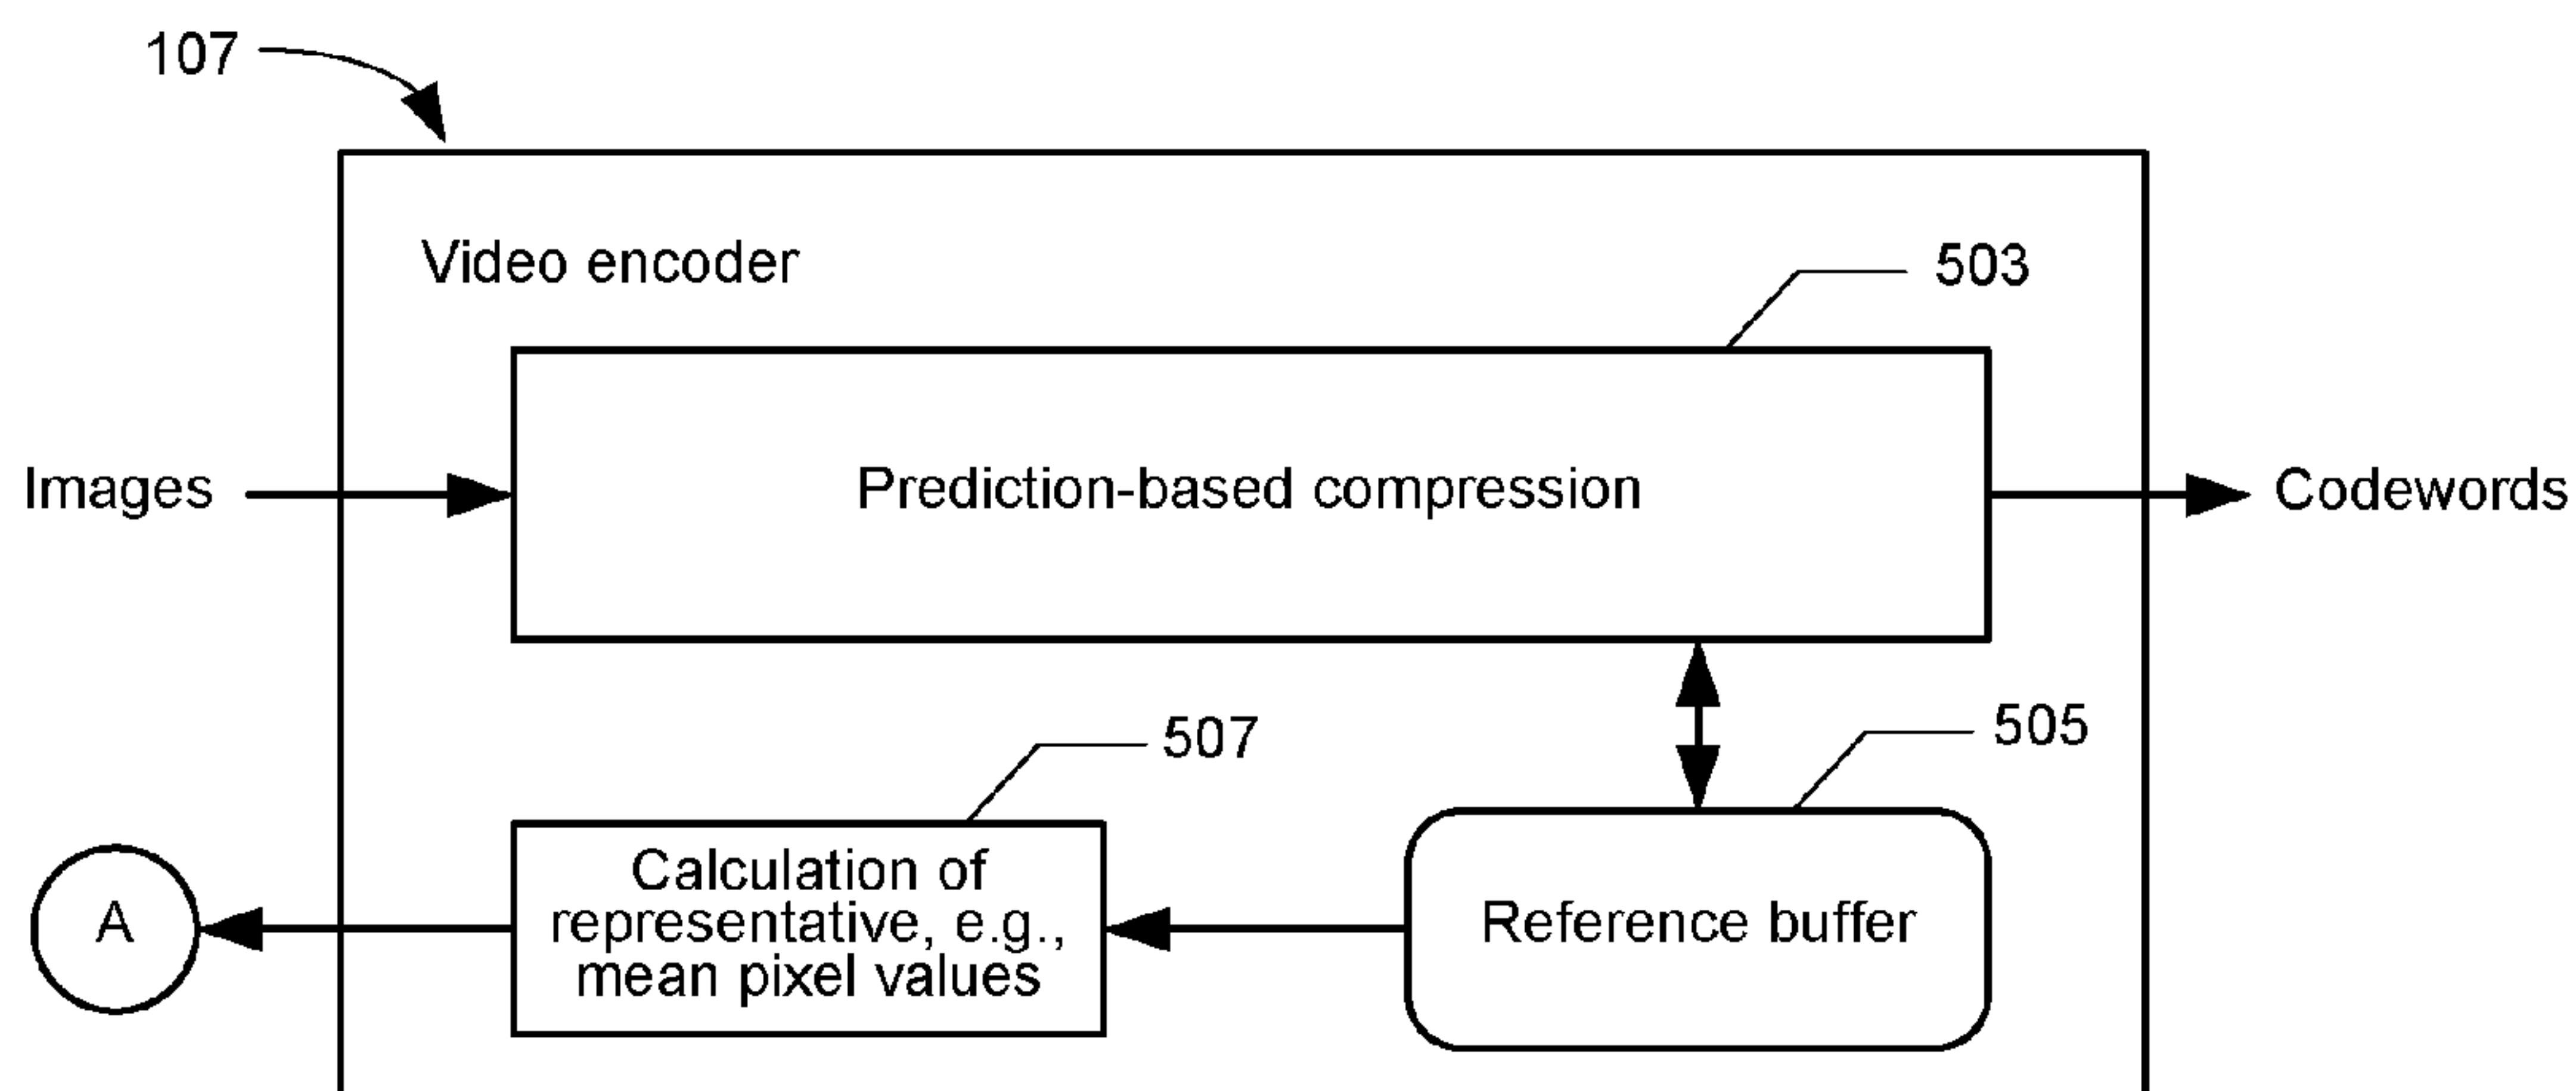 107
Video encoder
503
Images
Prediction-based compression
Codewords
507
505
A
Calculation of
representative, e.g.,
mean pixel values
Reference buffer